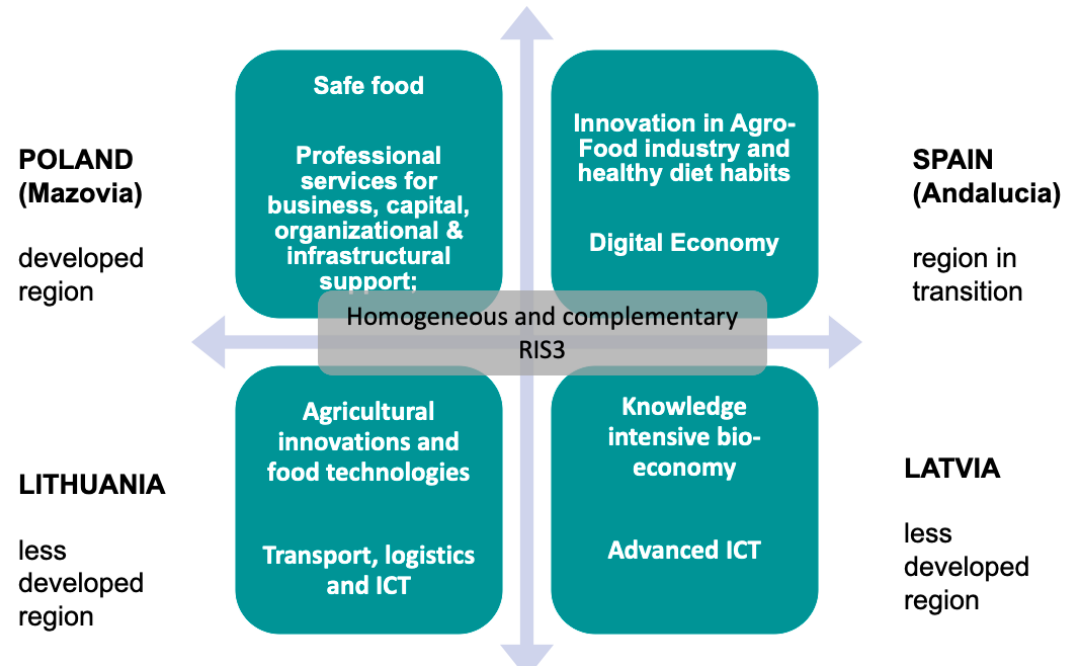 POLAND
(Mazovia)
developed
region
Safe food
Professional
services for
business, capital,
organizational &
infrastructural
support;
Innovation in Agro-
Food industry and
healthy diet habits
Digital Economy
SPAIN
(Andalucia)
region in
transition
Homogeneous and complementary
RIS3
LITHUANIA
less
developed
region
Agricultural
innovations and
food technologies
Transport, logistics
and ICT
Knowledge
intensive bio-
economy
Advanced ICT
LATVIA
less
developed
region